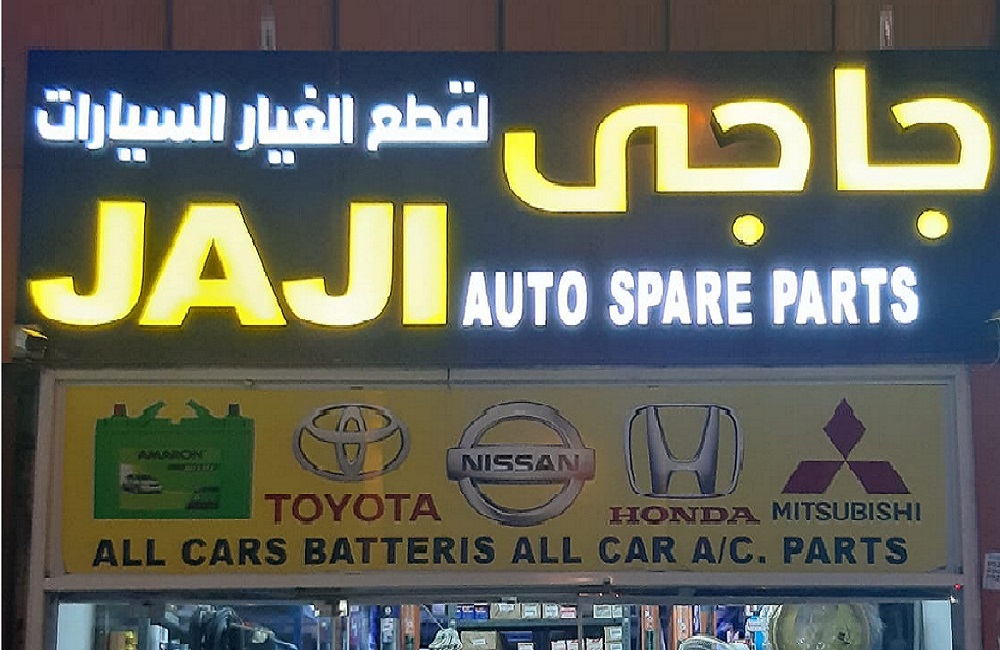 جاجى
لقطع الغيار السيارات
JAJI AUTO SPARE PARTS
AMARON
TOYOTA
NISSAN
HONDA
MITSUBISHI
ALL CARS BATTERIS ALL CAR A/C. PARTS